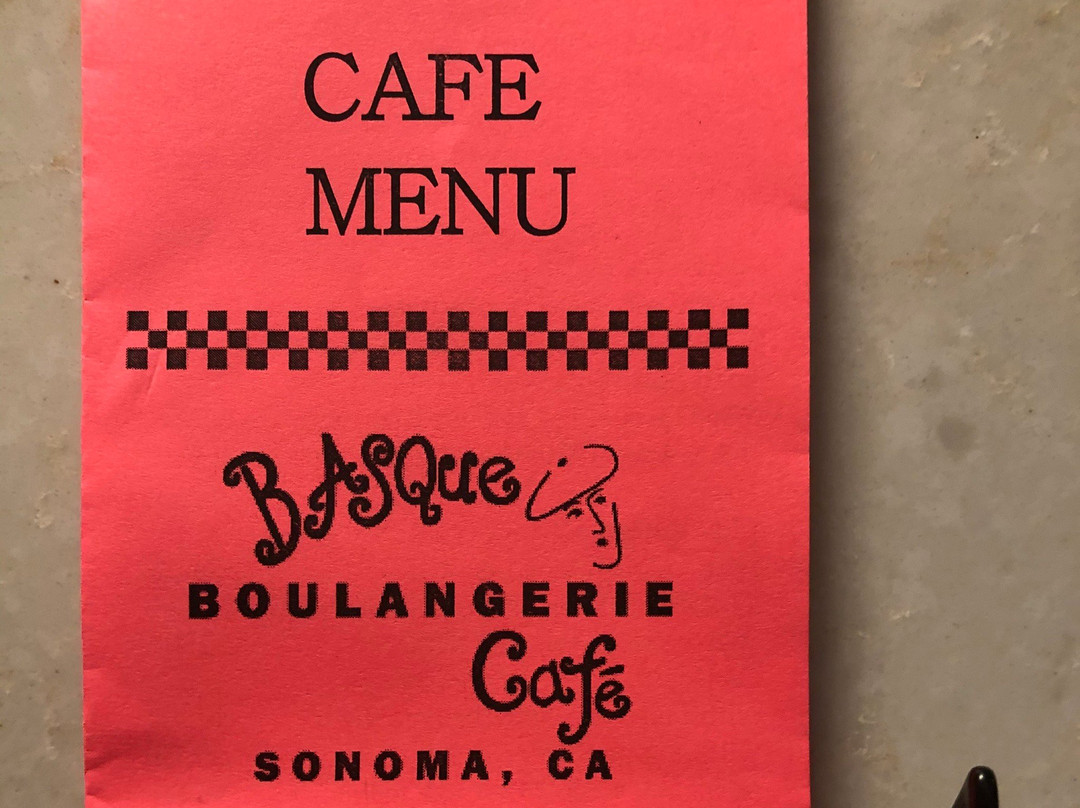 CAFE
MENU
BASQue
BOULANGERIE
Café
SONOMA, CA